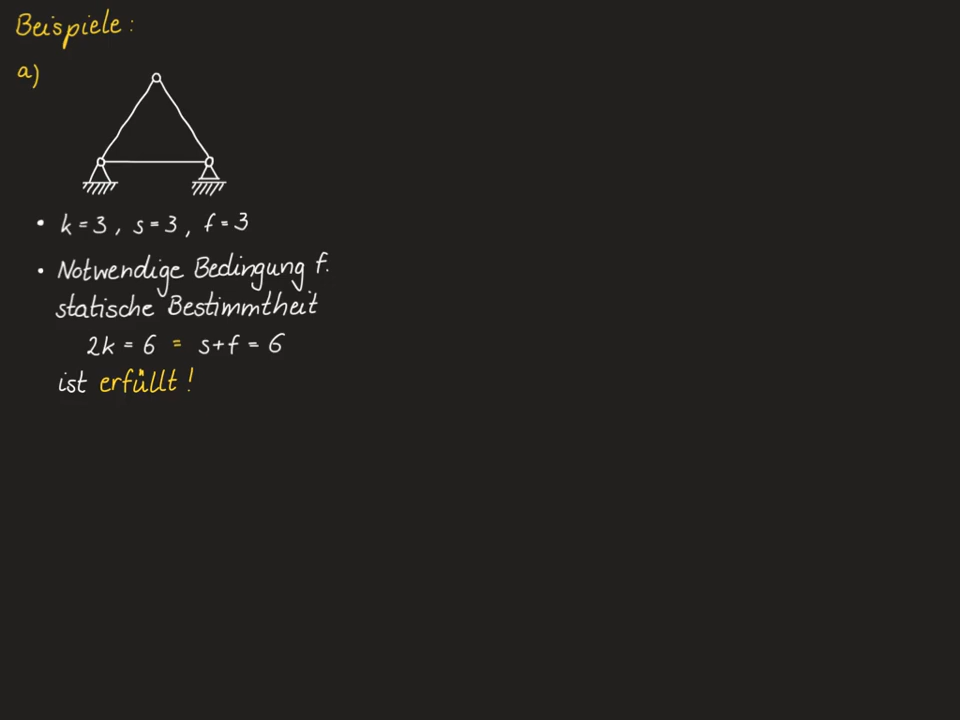 Beispiele:
a)
• k = 3, s = 3, f = 3
• Notwendige Bedingung f.
statische Bestimmtheit
2k = 6 = s+f = 6
ist erfüllt!